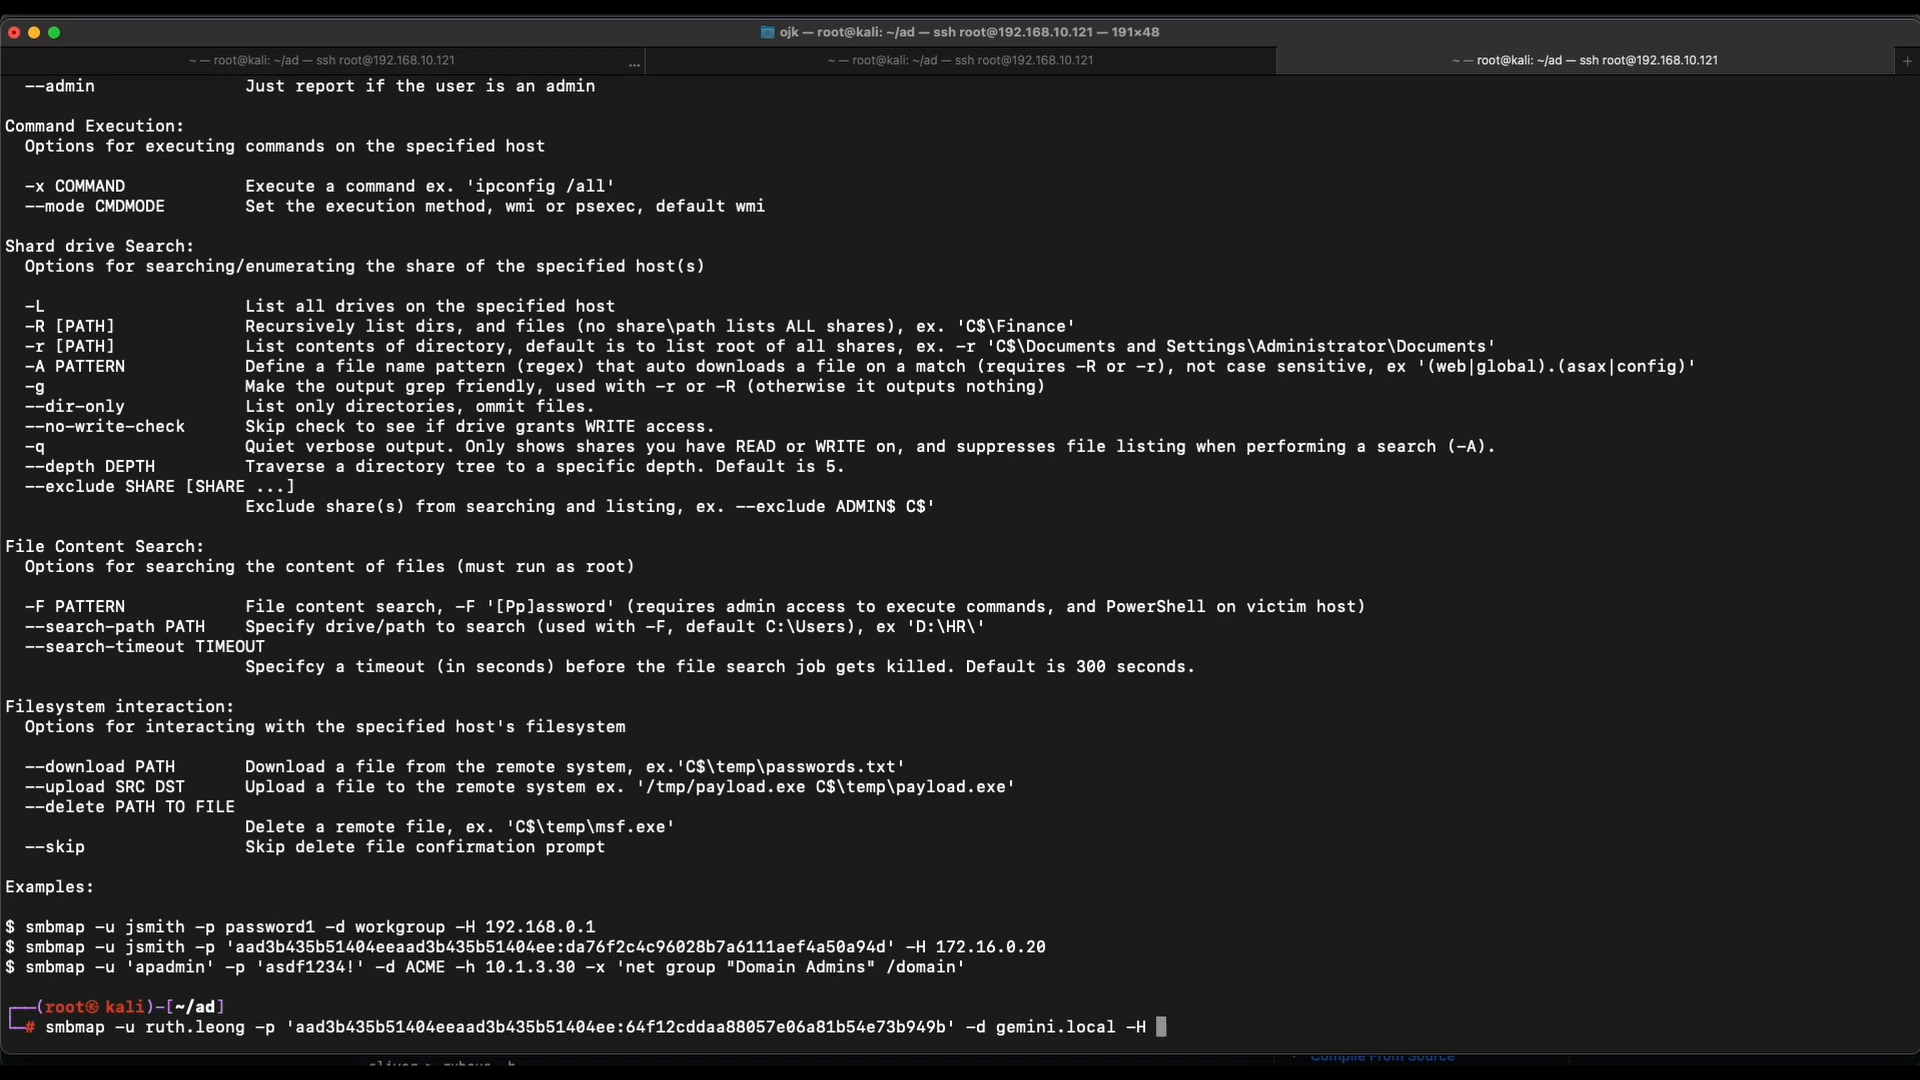 ojk — root@kali: ~/ad — ssh root@192.168.10.121 — 191×48
~ — root@kali: ~/ad — ssh root@192.168.10.121 ... ~ — root@kali: ~/ad — ssh root@192.168.10.121 ~ — root@kali: ~/ad — ssh root@192.168.10.121 +
--admin Just report if the user is an admin
Command Execution:
Options for executing commands on the specified host
-x COMMAND Execute a command ex. 'ipconfig /all'
--mode CMDMODE Set the execution method, wmi or psexec, default wmi
Shard drive Search:
Options for searching/enumerating the share of the specified host(s)
-L List all drives on the specified host
-R [PATH] Recursively list dirs, and files (no share\path lists ALL shares), ex. 'C$\Finance'
-r [PATH] List contents of directory, default is to list root of all shares, ex. -r 'C$\Documents and Settings\Administrator\Documents'
-A PATTERN Define a file name pattern (regex) that auto downloads a file on a match (requires -R or -r), not case sensitive, ex '(web|global).(asax|config)'
-g Make the output grep friendly, used with -r or -R (otherwise it outputs nothing)
--dir-only List only directories, ommit files.
--no-write-check Skip check to see if drive grants WRITE access.
-q Quiet verbose output. Only shows shares you have READ or WRITE on, and suppresses file listing when performing a search (-A).
--depth DEPTH Traverse a directory tree to a specific depth. Default is 5.
--exclude SHARE [SHARE ...]
Exclude share(s) from searching and listing, ex. --exclude ADMIN$ C$'
File Content Search:
Options for searching the content of files (must run as root)
-F PATTERN File content search, -F '[Pp]assword' (requires admin access to execute commands, and PowerShell on victim host)
--search-path PATH Specify drive/path to search (used with -F, default C:\Users), ex 'D:\HR\'
--search-timeout TIMEOUT
Specifcy a timeout (in seconds) before the file search job gets killed. Default is 300 seconds.
Filesystem interaction:
Options for interacting with the specified host's filesystem
--download PATH Download a file from the remote system, ex.'C$\temp\passwords.txt'
--upload SRC DST Upload a file to the remote system ex. '/tmp/payload.exe C$\temp\payload.exe'
--delete PATH TO FILE
Delete a remote file, ex. 'C$\temp\msf.exe'
--skip Skip delete file confirmation prompt
Examples:
$ smbmap -u jsmith -p password1 -d workgroup -H 192.168.0.1
$ smbmap -u jsmith -p 'aad3b435b51404eeaad3b435b51404ee:da76f2c4c96028b7a6111aef4a50a94d' -H 172.16.0.20
$ smbmap -u 'apadmin' -p 'asdf1234!' -d ACME -h 10.1.3.30 -x 'net group "Domain Admins" /domain'
┌──(root㉿kali)-[~/ad]
└─# smbmap -u ruth.leong -p 'aad3b435b51404eeaad3b435b51404ee:64f12cddaa88057e06a81b54e73b949b' -d gemini.local -H
Compile From Source